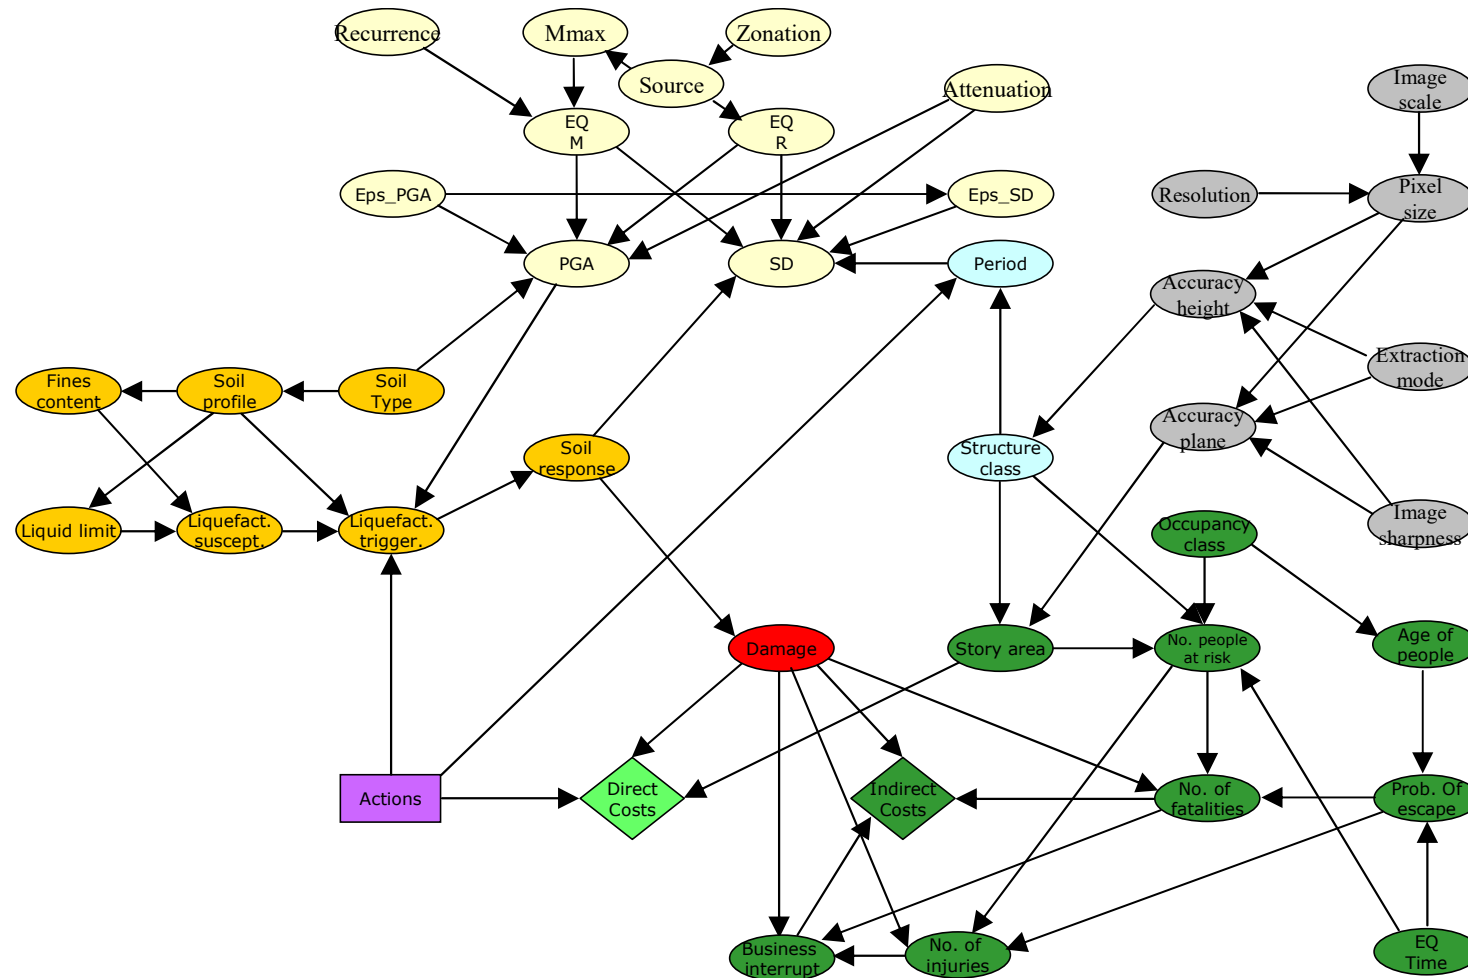 Recurrence
Mmax
Zonation
Source
Attenuation
Image
scale
EQ
M
EQ
R
Eps_PGA
Eps_SD
Resolution
Pixel
size
PGA
SD
Period
Accuracy
height
Fines
content
Soil
profile
Soil
Type
Extraction
mode
Accuracy
plane
Soil
response
Structure
class
Liquid limit
Liquefact.
suscept.
Liquefact.
trigger.
Occupancy
class
Image
sharpness
Damage
Story area
No. people
at risk
Age of
people
Actions
Direct
Costs
Indirect
Costs
No. of
fatalities
Prob. Of
escape
Business
interrupt
No. of
injuries
EQ
Time